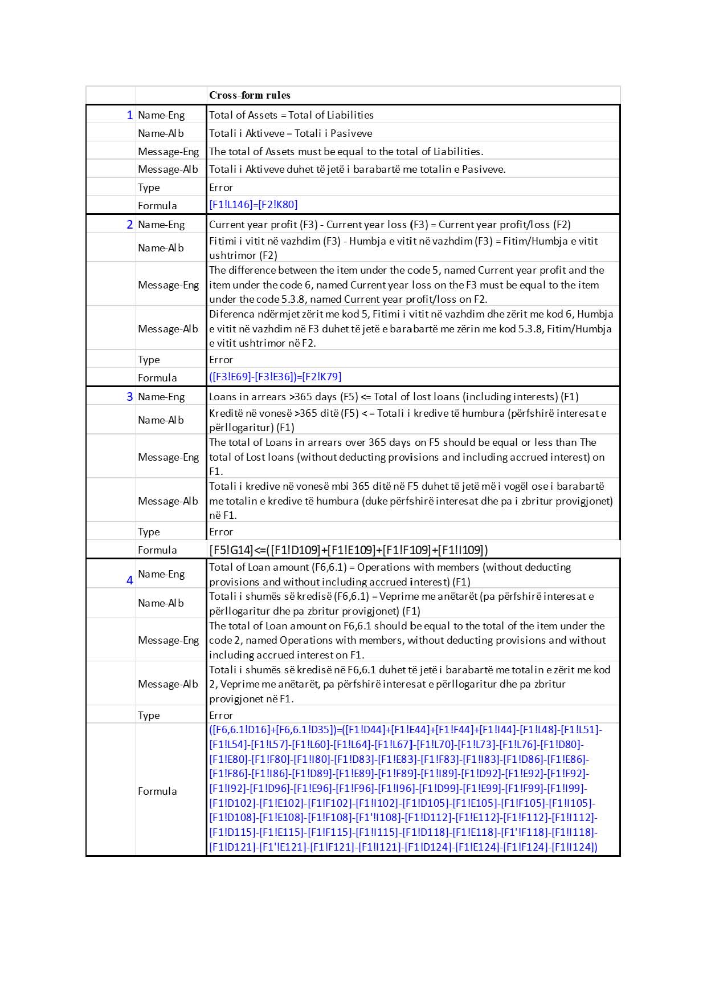 Cross-form rules
1 Name-Eng Total of Assets = Total of Liabilities
Name-Alb Totali i Aktiveve = Totali i Pasiveve
Message-Eng The total of Assets must be equal to the total of Liabilities.
Message-Alb Totali i Aktiveve duhet të jetë i barabartë me totalin e Pasiveve.
Type Error
Formula [F1!L146]=[F2!K80]
2 Name-Eng Current year profit (F3) - Current year loss (F3) = Current year profit/loss (F2)
Name-Alb Fitimi i vitit në vazhdim (F3) - Humbja e vitit në vazhdim (F3) = Fitim/Humbja e vitit
ushtrimor (F2)
Message-Eng The difference between the item under the code 5, named Current year profit and the
item under the code 6, named Current year loss on the F3 must be equal to the item
under the code 5.3.8, named Current year profit/loss on F2.
Message-Alb Diferenca ndërmjet zërit me kod 5, Fitimi i vitit në vazhdim dhe zërit me kod 6, Humbja
e vitit në vazhdim në F3 duhet të jetë e barabartë me zërin me kod 5.3.8, Fitim/Humbja
e vitit ushtrimor në F2.
Type Error
Formula ([F3!E69]-[F3!E36])=[F2!K79]
3 Name-Eng Loans in arrears >365 days (F5) <= Total of lost loans (including interests) (F1)
Name-Alb Kreditë në vonesë >365 ditë (F5) <= Totali i kredive të humbura (përfshirë interesat e
përllogaritur) (F1)
Message-Eng The total of Loans in arrears over 365 days on F5 should be equal or less than The
total of Lost loans (without deducting provisions and including accrued interest) on
F1.
Message-Alb Totali i kredive në vonesë mbi 365 ditë në F5 duhet të jetë më i vogël ose i barabartë
me totalin e kredive të humbura (duke përfshirë interesat dhe pa i zbritur provigjonet)
në F1.
Type Error
Formula [F5!G14]<=([F1!D109]+[F1!E109]+[F1!F109]+[F1!I109])
4 Name-Eng Total of Loan amount (F6,6.1) = Operations with members (without deducting
provisions and without including accrued interest) (F1)
Name-Alb Totali i shumës së kredisë (F6,6.1) = Veprime me anëtarët (pa përfshirë interesat e
përllogaritur dhe pa zbritur provigjonet) (F1)
Message-Eng The total of Loan amount on F6,6.1 should be equal to the total of the item under the
code 2, named Operations with members, without deducting provisions and without
including accrued interest on F1.
Message-Alb Totali i shumës së kredisë në F6,6.1 duhet të jetë i barabartë me totalin e zërit me kod
2, Veprime me anëtarët, pa përfshirë interesat e përllogaritur dhe pa zbritur
provigjonet në F1.
Type Error
Formula ([F6,6.1!D16]+[F6,6.1!D35])=([F1!D44]+[F1!E44]+[F1!F44]+[F1!I44]-[F1!L48]-[F1!L51]-
[F1!L54]-[F1!L57]-[F1!L60]-[F1!L64]-[F1!L67]-[F1!L70]-[F1!L73]-[F1!L76]-[F1!D80]-
[F1!E80]-[F1!F80]-[F1!I80]-[F1!D83]-[F1!E83]-[F1!F83]-[F1!I83]-[F1!D86]-[F1!E86]-
[F1!F86]-[F1!I86]-[F1!D89]-[F1!E89]-[F1!F89]-[F1!I89]-[F1!D92]-[F1!E92]-[F1!F92]-
[F1!I92]-[F1!D96]-[F1!E96]-[F1!F96]-[F1!I96]-[F1!D99]-[F1!E99]-[F1!F99]-[F1!I99]-
[F1!D102]-[F1!E102]-[F1!F102]-[F1!I102]-[F1!D105]-[F1!E105]-[F1!F105]-[F1!I105]-
[F1!D108]-[F1!E108]-[F1!F108]-[F1'!I108]-[F1!D112]-[F1!E112]-[F1!F112]-[F1!I112]-
[F1!D115]-[F1!E115]-[F1!F115]-[F1!I115]-[F1!D118]-[F1!E118]-[F1'!F118]-[F1!I118]-
[F1!D121]-[F1'!E121]-[F1!F121]-[F1!I121]-[F1!D124]-[F1!E124]-[F1!F124]-[F1!I124])